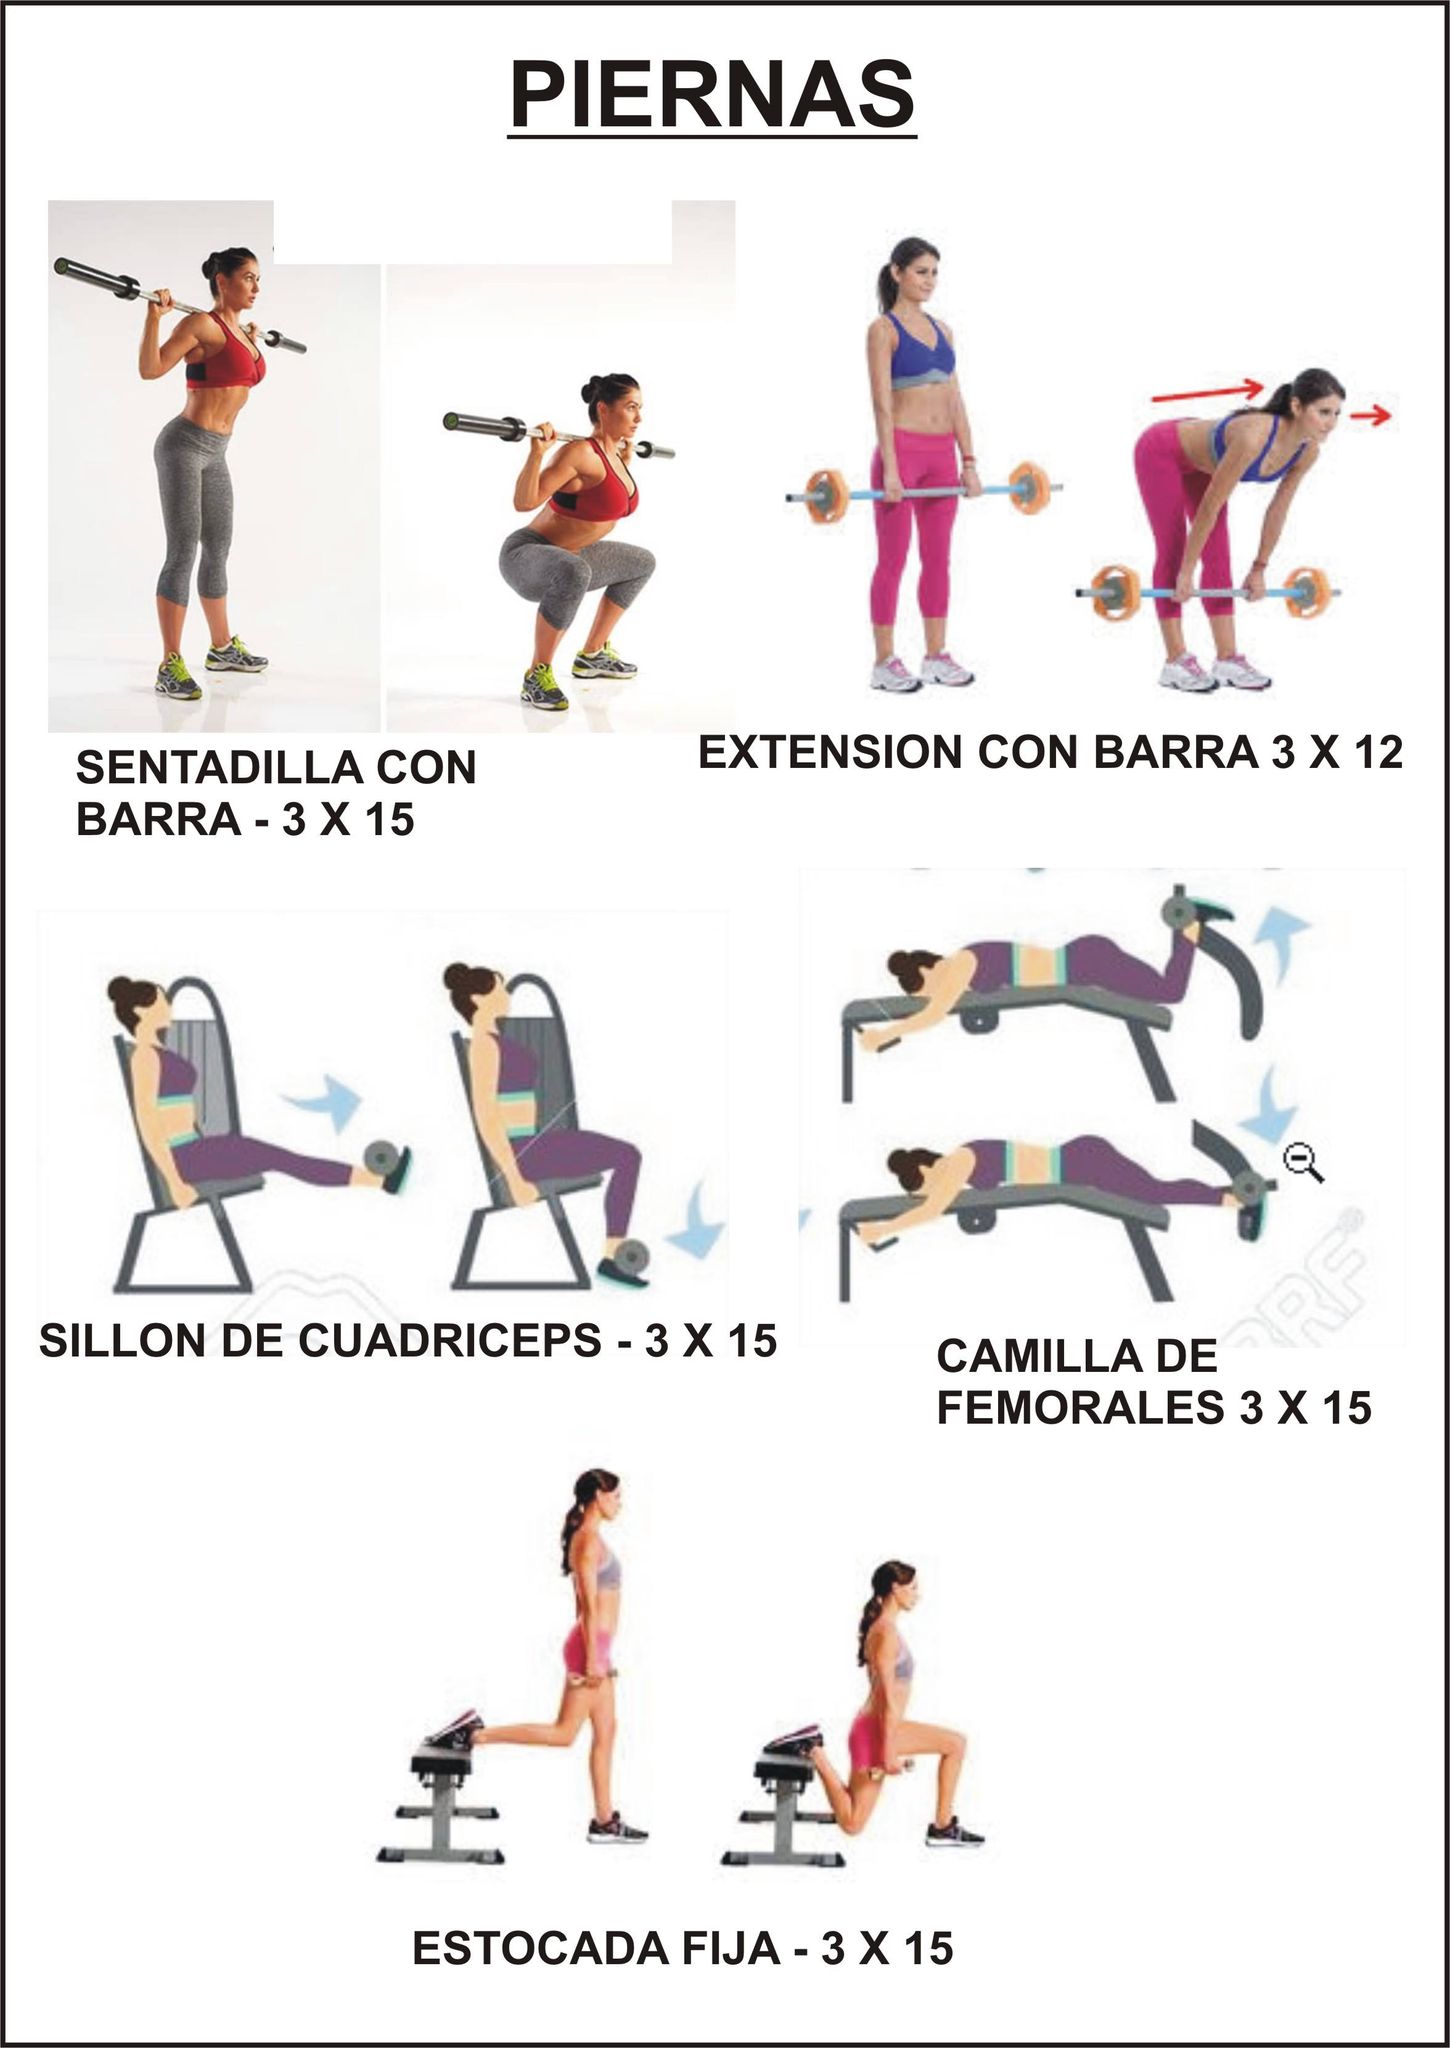 PIERNAS
SENTADILLA CON
BARRA - 3 X 15
EXTENSION CON BARRA 3 X 12
SILLON DE CUADRICEPS - 3 X 15
CAMILLA DE
FEMORALES 3 X 15
ESTOCADA FIJA - 3 X 15